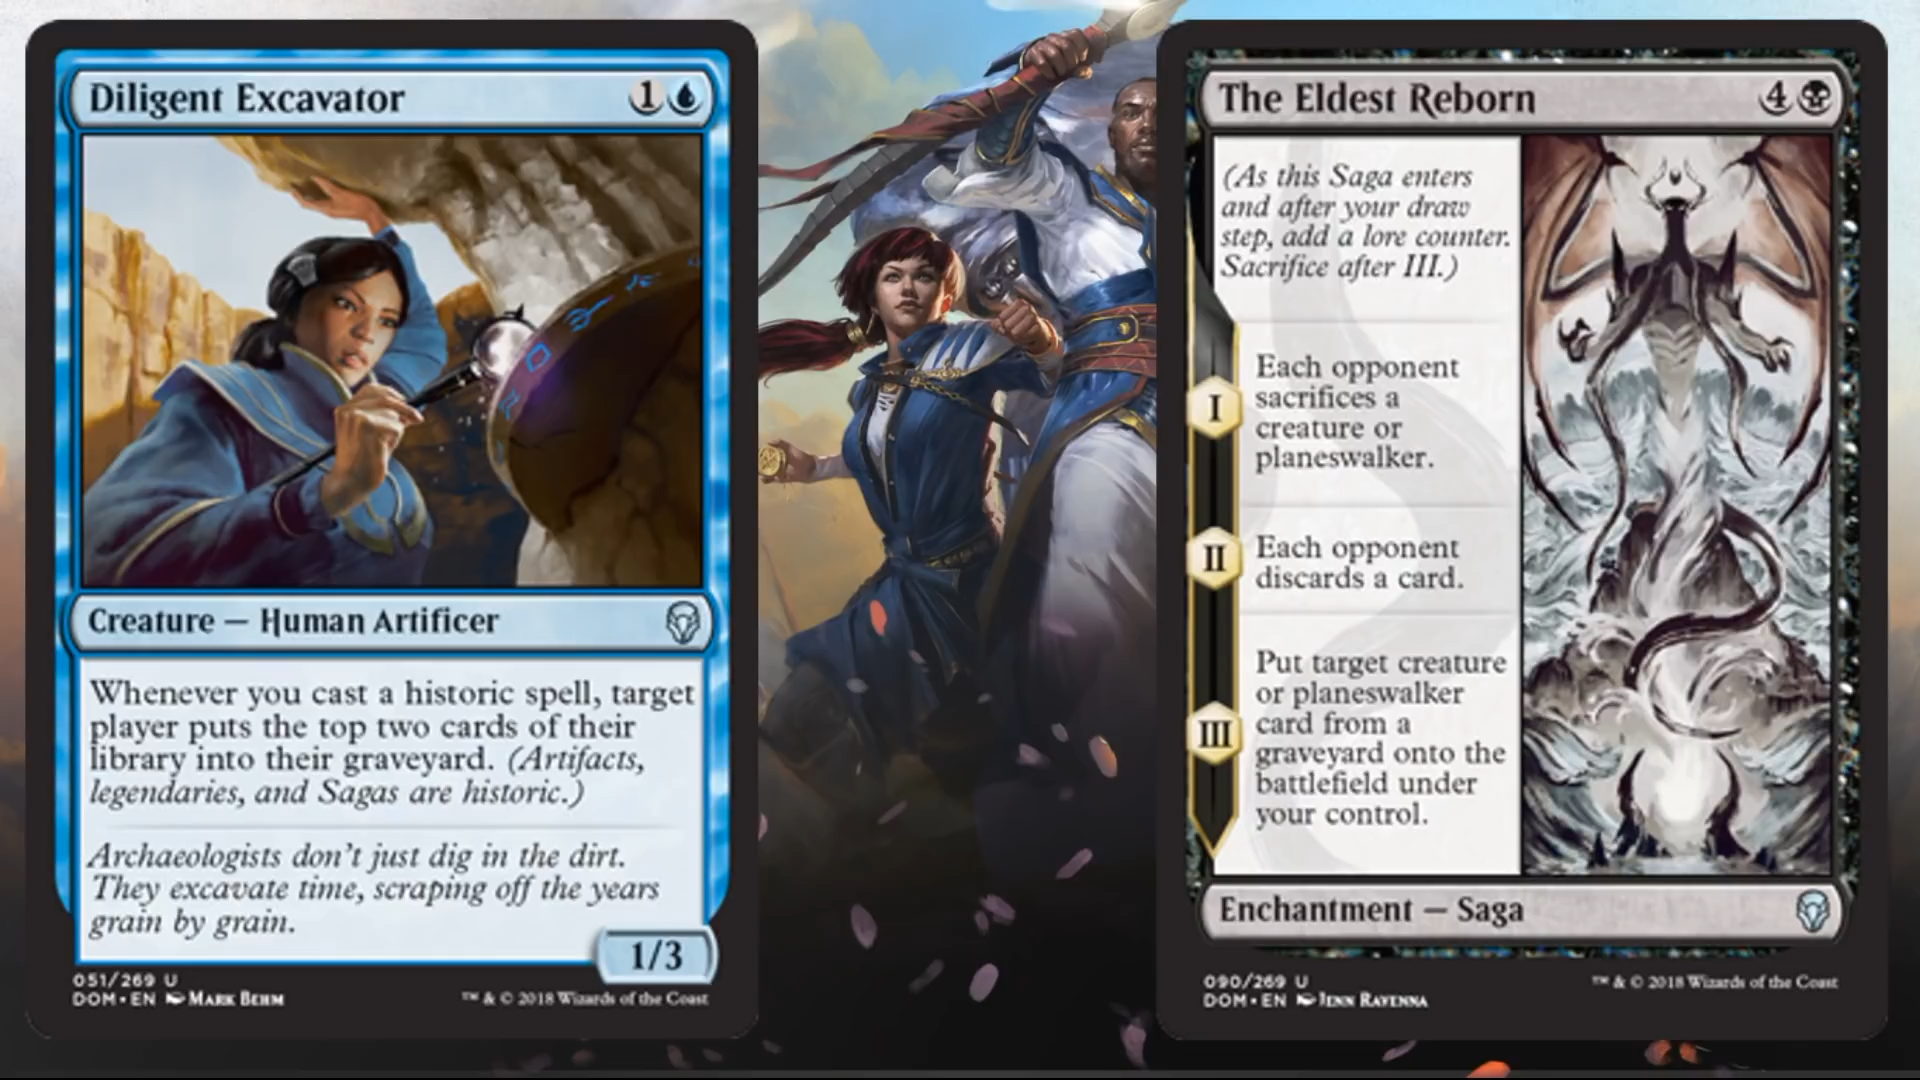 Diligent Excavator 1
Whenever you cast a historic spell, target
player puts the top two cards of their
library into their graveyard. (Artifacts,
legendaries, and Sagas are historic.)
Archaeologists don't just dig in the dirt.
They excavate time, scraping off the years
grain by grain.
Creature — Human Artificer
1/3
051/269 U
DOM • EN Mark Behm
™ & © 2018 Wizards of the Coast
The Eldest Reborn 4
(As this Saga enters
and after your draw
step, add a lore counter.
Sacrifice after III.)
I
Each opponent
sacrifices a
creature or
planeswalker.
II
Each opponent
discards a card.
III
Put target creature
or planeswalker
card from a
graveyard onto the
battlefield under
your control.
Enchantment — Saga
090/269 U
DOM • EN Jenn Ravenna
™ & © 2018 Wizards of the Coast